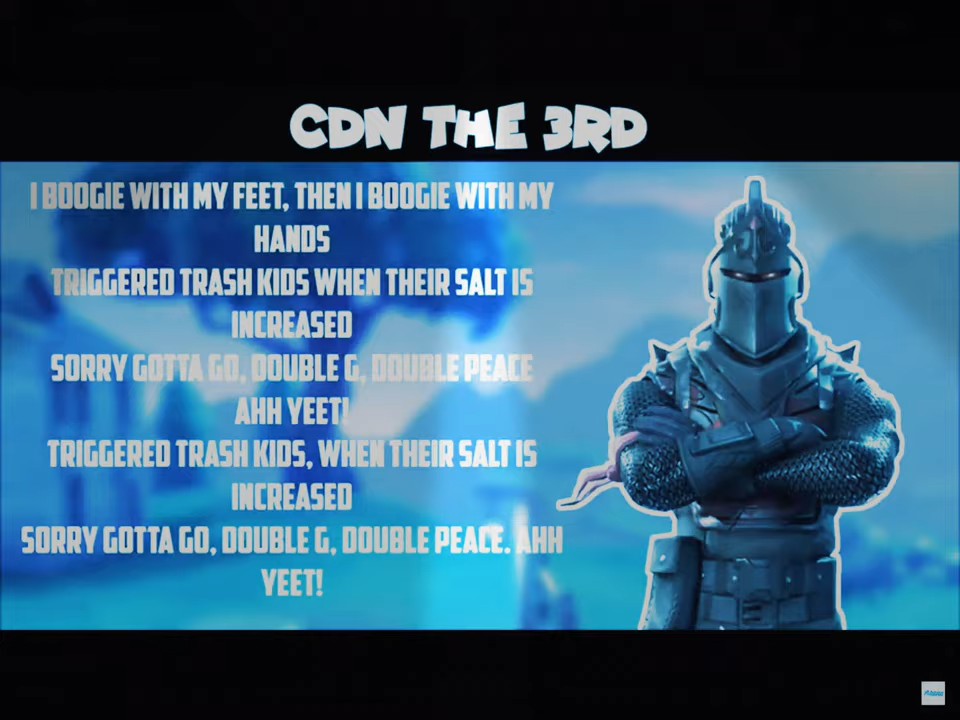 CDN THE 3RD
I BOOGIE WITH MY FEET, THEN I BOOGIE WITH MY
HANDS
TRIGGERED TRASH KIDS WHEN THEIR SALT IS
INCREASED
SORRY GOTTA GO, DOUBLE G, DOUBLE PEACE
AHH YEET!
TRIGGERED TRASH KIDS, WHEN THEIR SALT IS
INCREASED
SORRY GOTTA GO, DOUBLE G, DOUBLE PEACE. AHH
YEET!